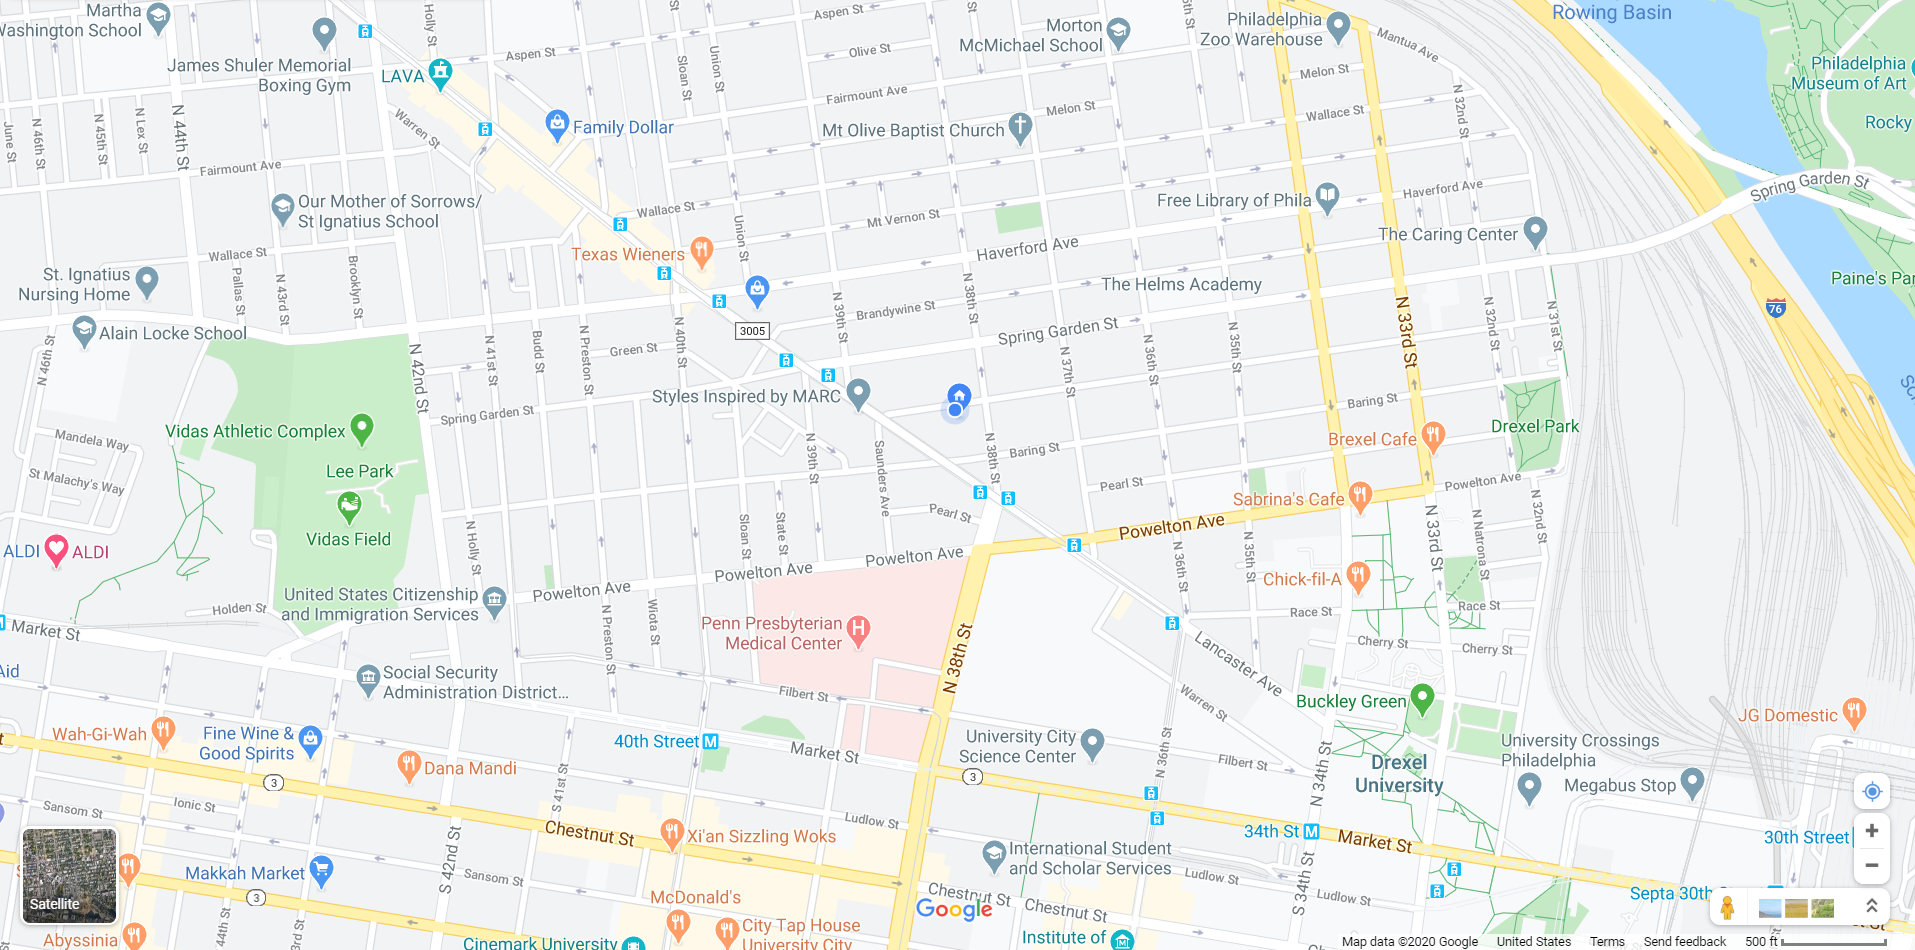 Martha
Washington School
Holly St
Aspen St
Morton
McMichael School
Philadelphia
Zoo Warehouse
Rowing Basin
Mantua Ave
James Shuler Memorial
Boxing Gym
LAVA
Aspen St
Olive St
Sloan St
Union St
Melon St
Philadelphia
Museum of Art
Rocky
Fairmount Ave
Melon St
Wallace St
N 32nd St
June St
N 46th St
N 45th St
N Lex St
N 44th St
Warren St
Family Dollar
Mt Olive Baptist Church
Fairmount Ave
Our Mother of Sorrows/
St Ignatius School
Wallace St
Mt Vernon St
Union St
Free Library of Phila
Haverford Ave
Spring Garden St
The Caring Center
Texas Wieners
Haverford Ave
Wallace St
St. Ignatius
Nursing Home
Pallas St
N 43rd St
Brooklyn St
N 38th St
The Helms Academy
Paine's Par
Alain Locke School
N 39th St
Brandywine St
3005
Spring Garden St
N 33rd St
N 32nd St
N 31st St
76
N 46th St
N 42nd St
N 41st St
Budd St
N Preston St
Green St
N 40th St
N 37th St
N 36th St
N 35th St
Styles Inspired by MARC
Spring Garden St
Baring St
Vidas Athletic Complex
Mandela Way
Lee Park
St Malachy's Way
N 39th St
Saunders Ave
N 38th St
Baring St
Brexel Cafe
Drexel Park
Pearl St
Sabrina's Cafe
Powelton Ave
Vidas Field
N Holly St
Sloan St
State St
Pearl St
Powelton Ave
N 33rd St
N Natrona St
N 32nd St
ALDI
ALDI
Powelton Ave
Powelton Ave
Powelton Ave
N 36th St
N 35th St
Chick-fil-A
United States Citizenship
and Immigration Services
Holden St
Market St
N Preston St
Wiota St
Penn Presbyterian
Medical Center
N 38th St
Race St
Race St
Cherry St
Cherry St
Lancaster Ave
Aid
Social Security
Administration District...
Filbert St
Warren St
Buckley Green
JG Domestic
Wah-Gi-Wah
Fine Wine &
Good Spirits
40th Street
Market St
University City
Science Center
N 36th St
Filbert St
N 34th St
Drexel
University
University Crossings
Philadelphia
Megabus Stop
Dana Mandi
3
3
S 41st St
Sansom St
Ionic St
Chestnut St
Xi'an Sizzling Woks
Ludlow St
34th St
Market St
30th Street
S 42nd St
Makkah Market
Sansom St
International Student
and Scholar Services
Ludlow St
Ludlow St
S 34th St
Septa 30th
3
Satellite
McDonald's
Chestnut St
Google
Abyssinia
S 44th St
S 43rd St
Cinemark University
City Tap House
University City
Institute of
Map data ©2020 Google
United States
Terms
Send feedback
500 ft